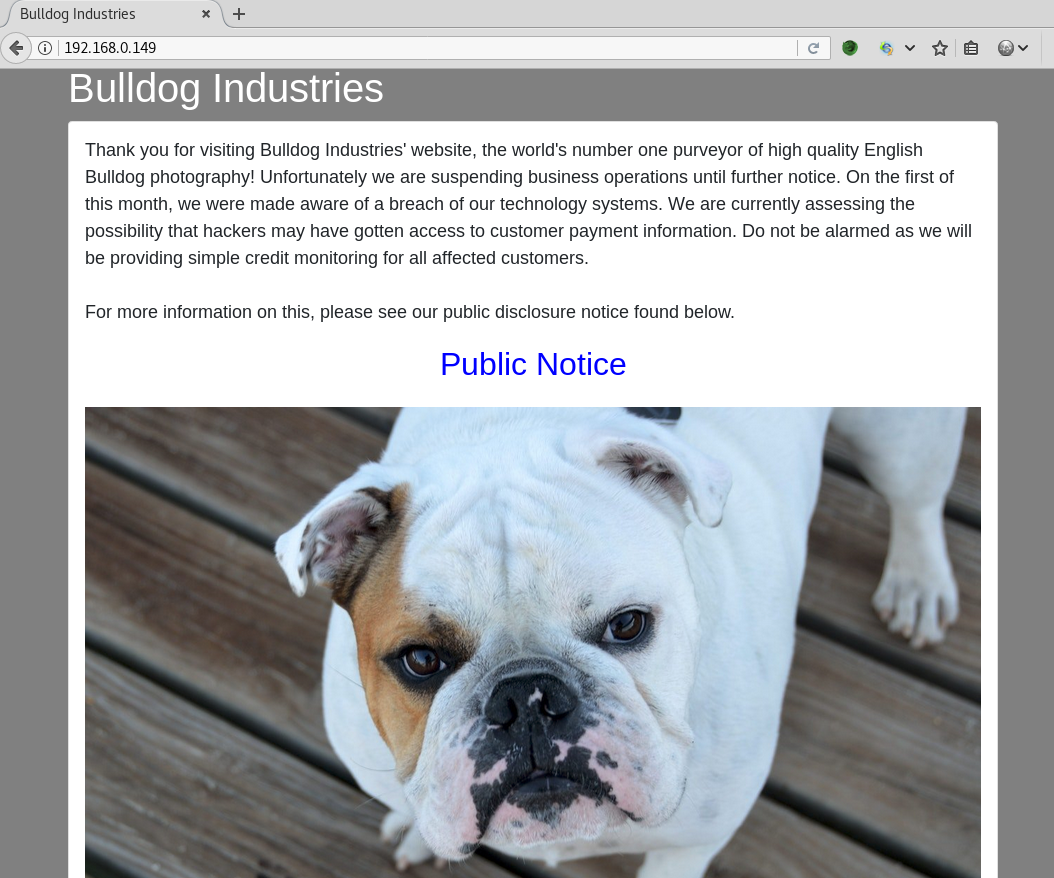 Bulldog Industries
192.168.0.149
Bulldog Industries
Thank you for visiting Bulldog Industries' website, the world's number one purveyor of high quality English
Bulldog photography! Unfortunately we are suspending business operations until further notice. On the first of
this month, we were made aware of a breach of our technology systems. We are currently assessing the
possibility that hackers may have gotten access to customer payment information. Do not be alarmed as we will
be providing simple credit monitoring for all affected customers.
For more information on this, please see our public disclosure notice found below.
Public Notice